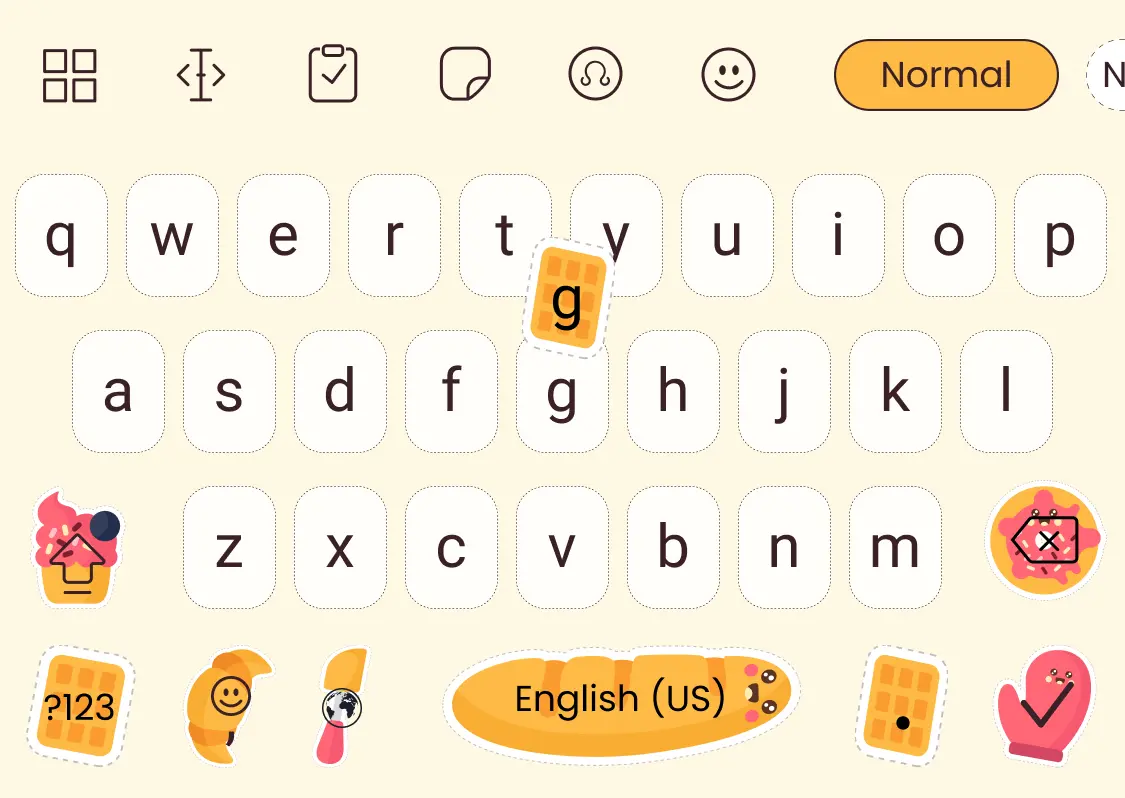 Normal N
q w e r t y u i o p
g
a s d f g h j k l
z x c v b n m
?123 English (US) .